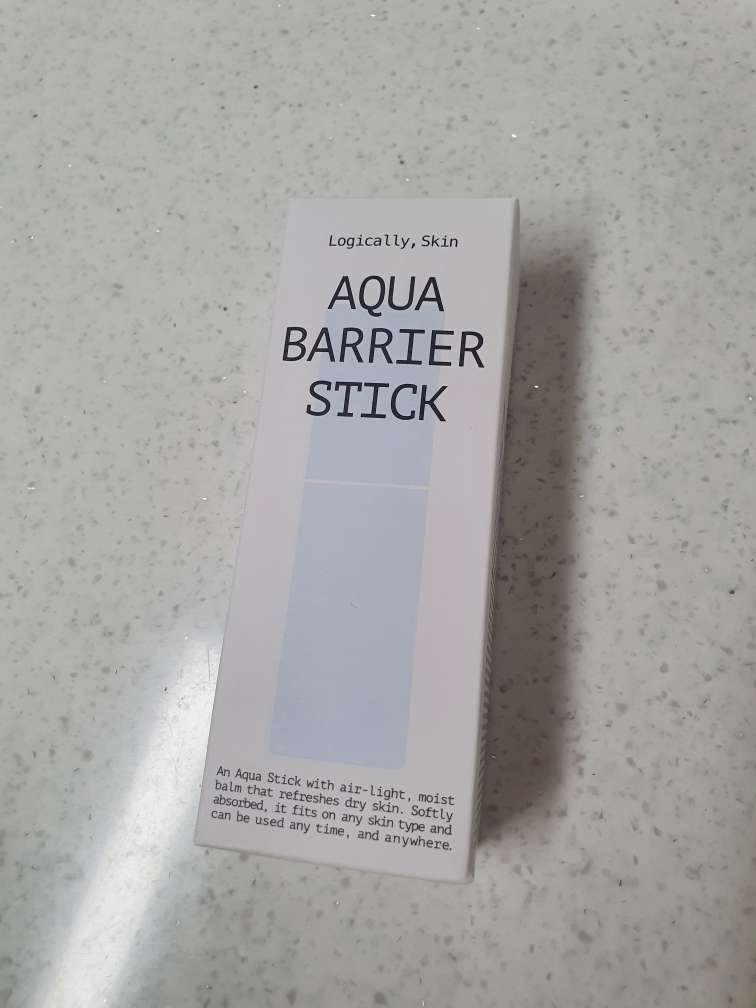 Logically, Skin
AQUA
BARRIER
STICK
An Aqua Stick with air-light, moist
balm that refreshes dry skin. Softly
absorbed, it fits on any skin type and
can be used any time, and anywhere.